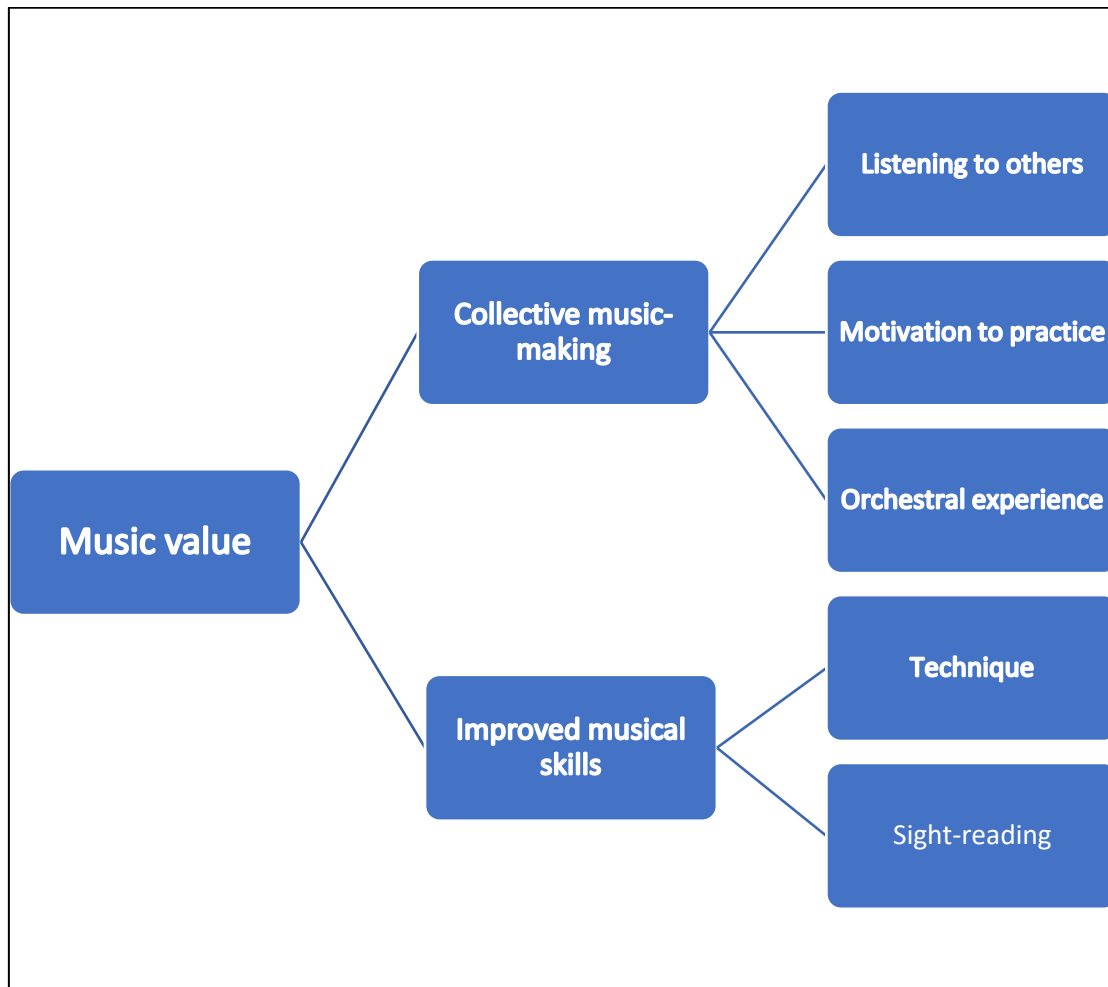 Music value
Collective music-
making
Listening to others
Motivation to practice
Orchestral experience
Improved musical
skills
Technique
Sight-reading